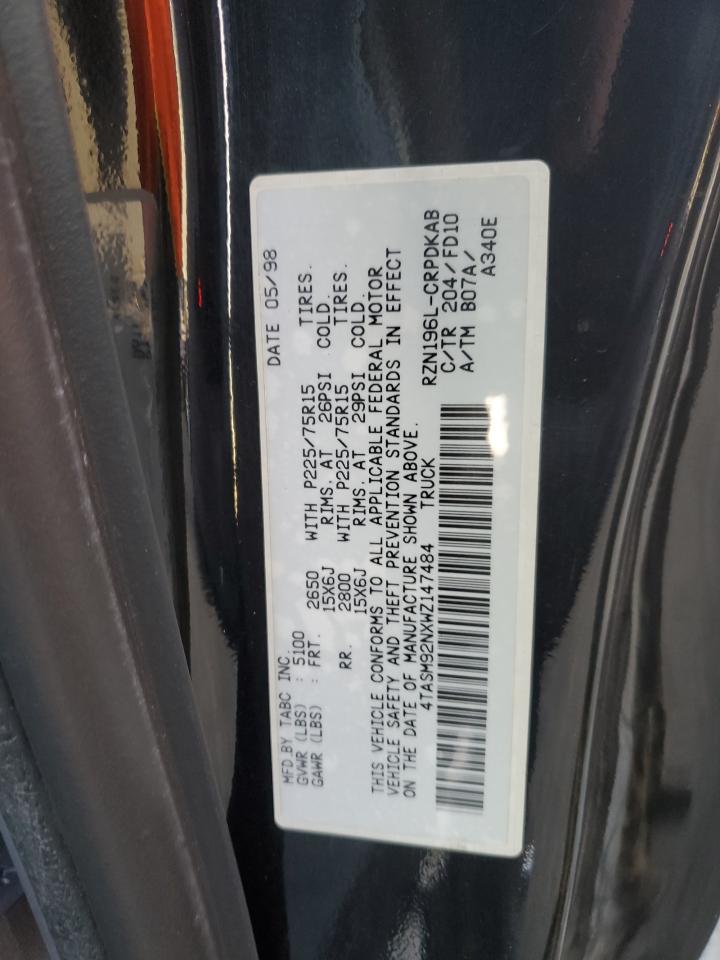 MFD.BY TABC INC. DATE 05/98
GVWR (LBS) : 5100
GAWR (LBS) : FRT. 2650 WITH P225/75R15 TIRES.
15X6J RIMS. AT 26PSI COLD.
RR. 2800 WITH P225/75R15 TIRES.
15X6J RIMS. AT 29PSI COLD.
THIS VEHICLE CONFORMS TO ALL APPLICABLE FEDERAL MOTOR
VEHICLE SAFETY AND THEFT PREVENTION STANDARDS IN EFFECT
ON THE DATE OF MANUFACTURE SHOWN ABOVE.
4TASM92NXWZ147484 TRUCK RZN196L-CRPDKAB
C/TR 204/FD10
A/TM B07A/
A340E